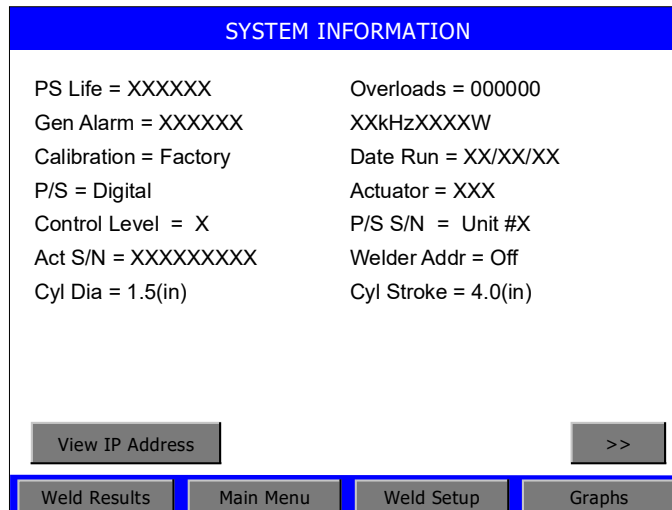 SYSTEM INFORMATION
PS Life = XXXXXX
Overloads = 000000
Gen Alarm = XXXXXX
XXkHzXXXXW
Calibration = Factory
Date Run = XX/XX/XX
P/S = Digital
Actuator = XXX
Control Level  =  X
P/S S/N  =  Unit #X
Act S/N = XXXXXXXXX
Welder Addr = Off
Cyl Dia = 1.5(in)
Cyl Stroke = 4.0(in)
View IP Address
>>
Weld Results
Main Menu
Weld Setup
Graphs